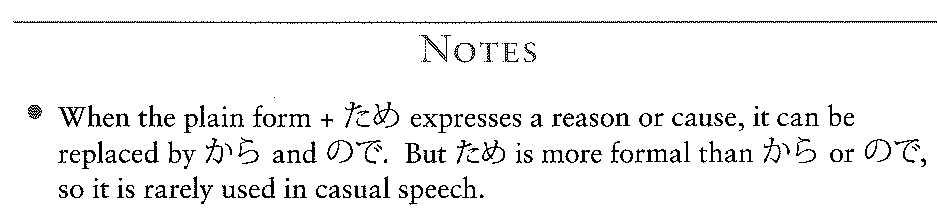 NOTES
When the plain form + ため expresses a reason or cause, it can be
replaced by から and ので. But ため is more formal than から or ので,
so it is rarely used in casual speech.